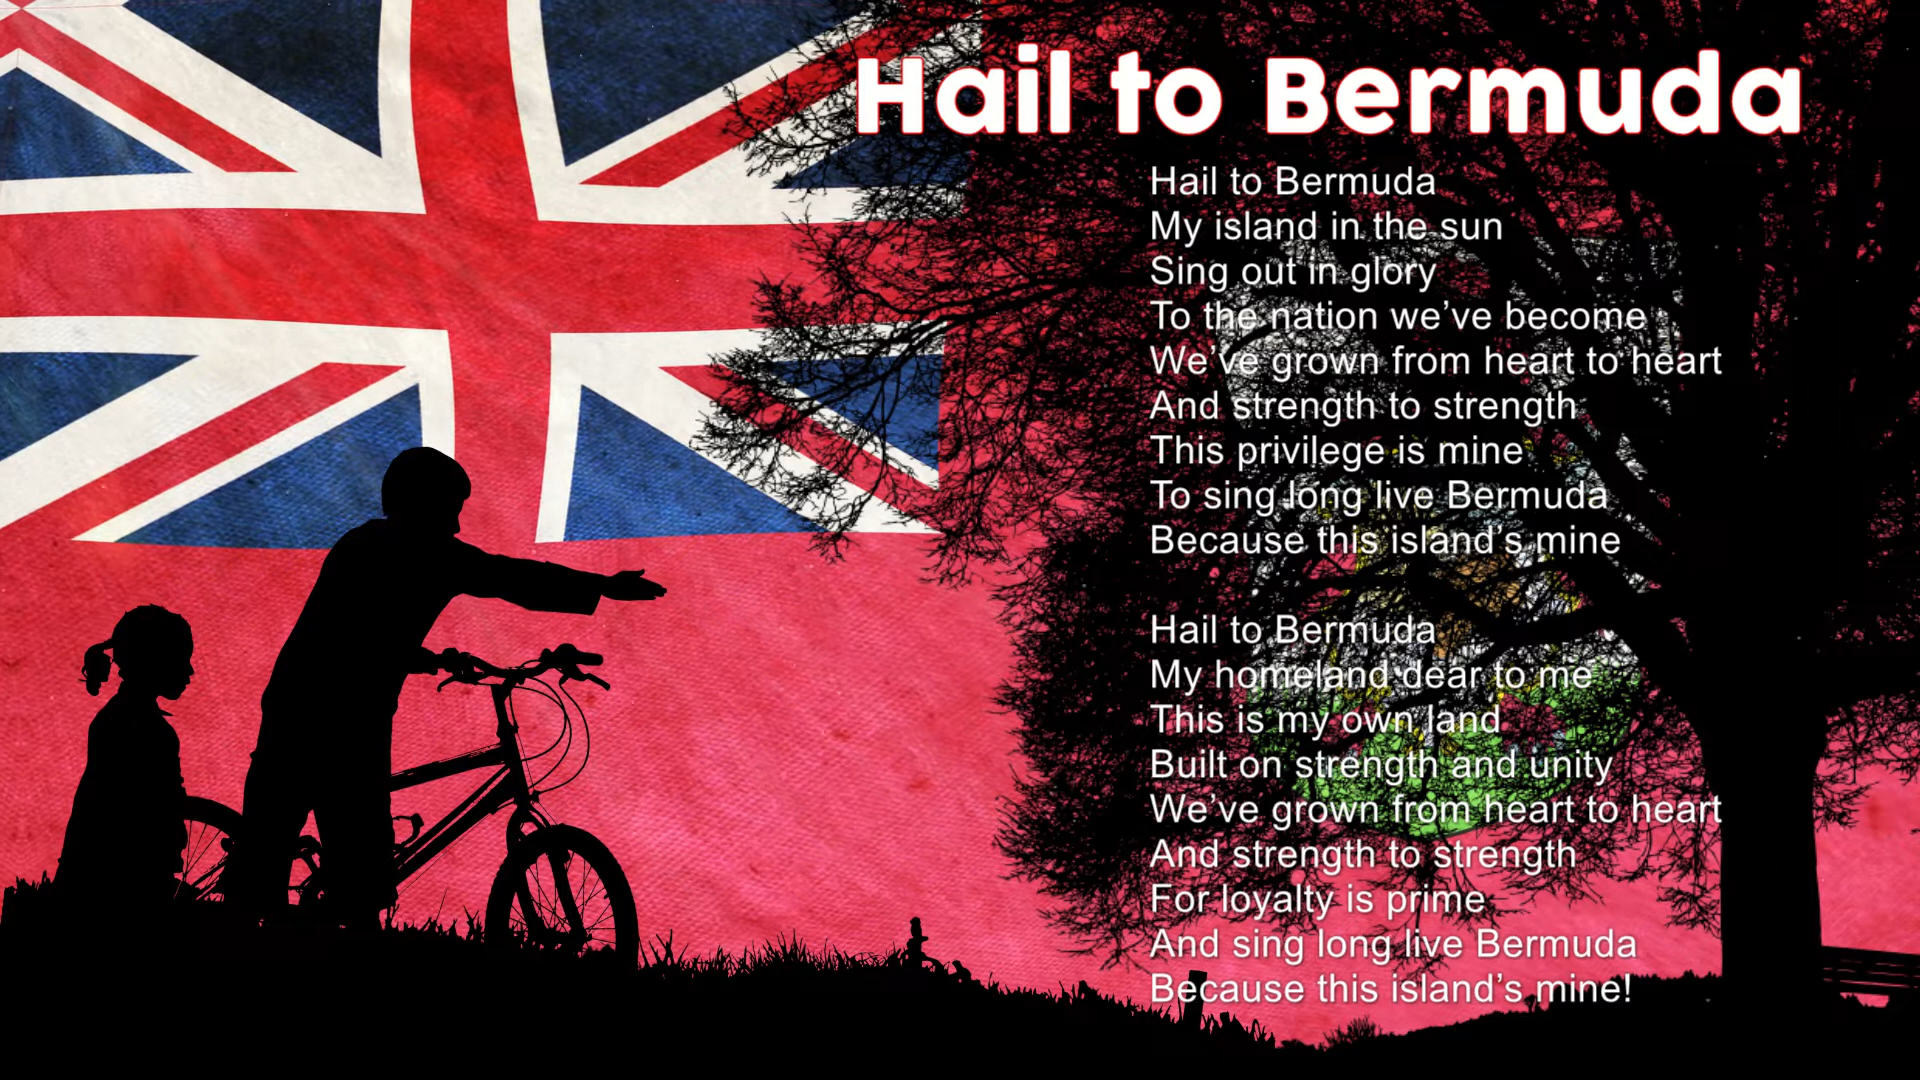 Hail to Bermuda
Hail to Bermuda
My island in the sun
Sing out in glory
To the nation we’ve become
We’ve grown from heart to heart
And strength to strength
This privilege is mine
To sing long live Bermuda
Because this island’s mine
Hail to Bermuda
My homeland dear to me
This is my own land
Built on strength and unity
We’ve grown from heart to heart
And strength to strength
For loyalty is prime
And sing long live Bermuda
Because this island’s mine!